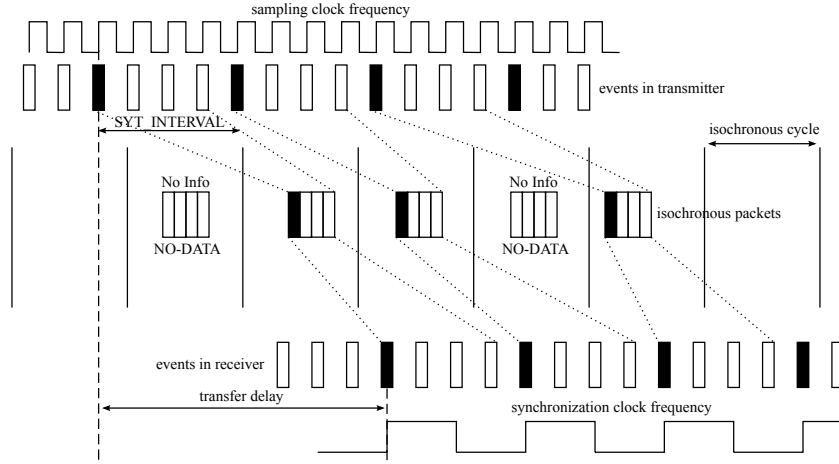 sampling clock frequency
events in transmitter
SYT_INTERVAL
isochronous cycle
No Info
No Info
isochronous packets
NO-DATA
NO-DATA
events in receiver
transfer delay
synchronization clock frequency